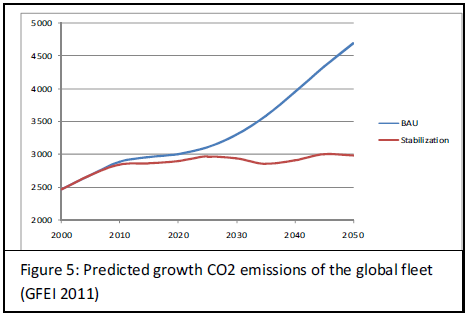 5000
4500
4000
3500
3000
2500
2000
2000 2010 2020 2030 2040 2050
BAU
Stabilization
Figure 5: Predicted growth CO2 emissions of the global fleet
(GFEI 2011)